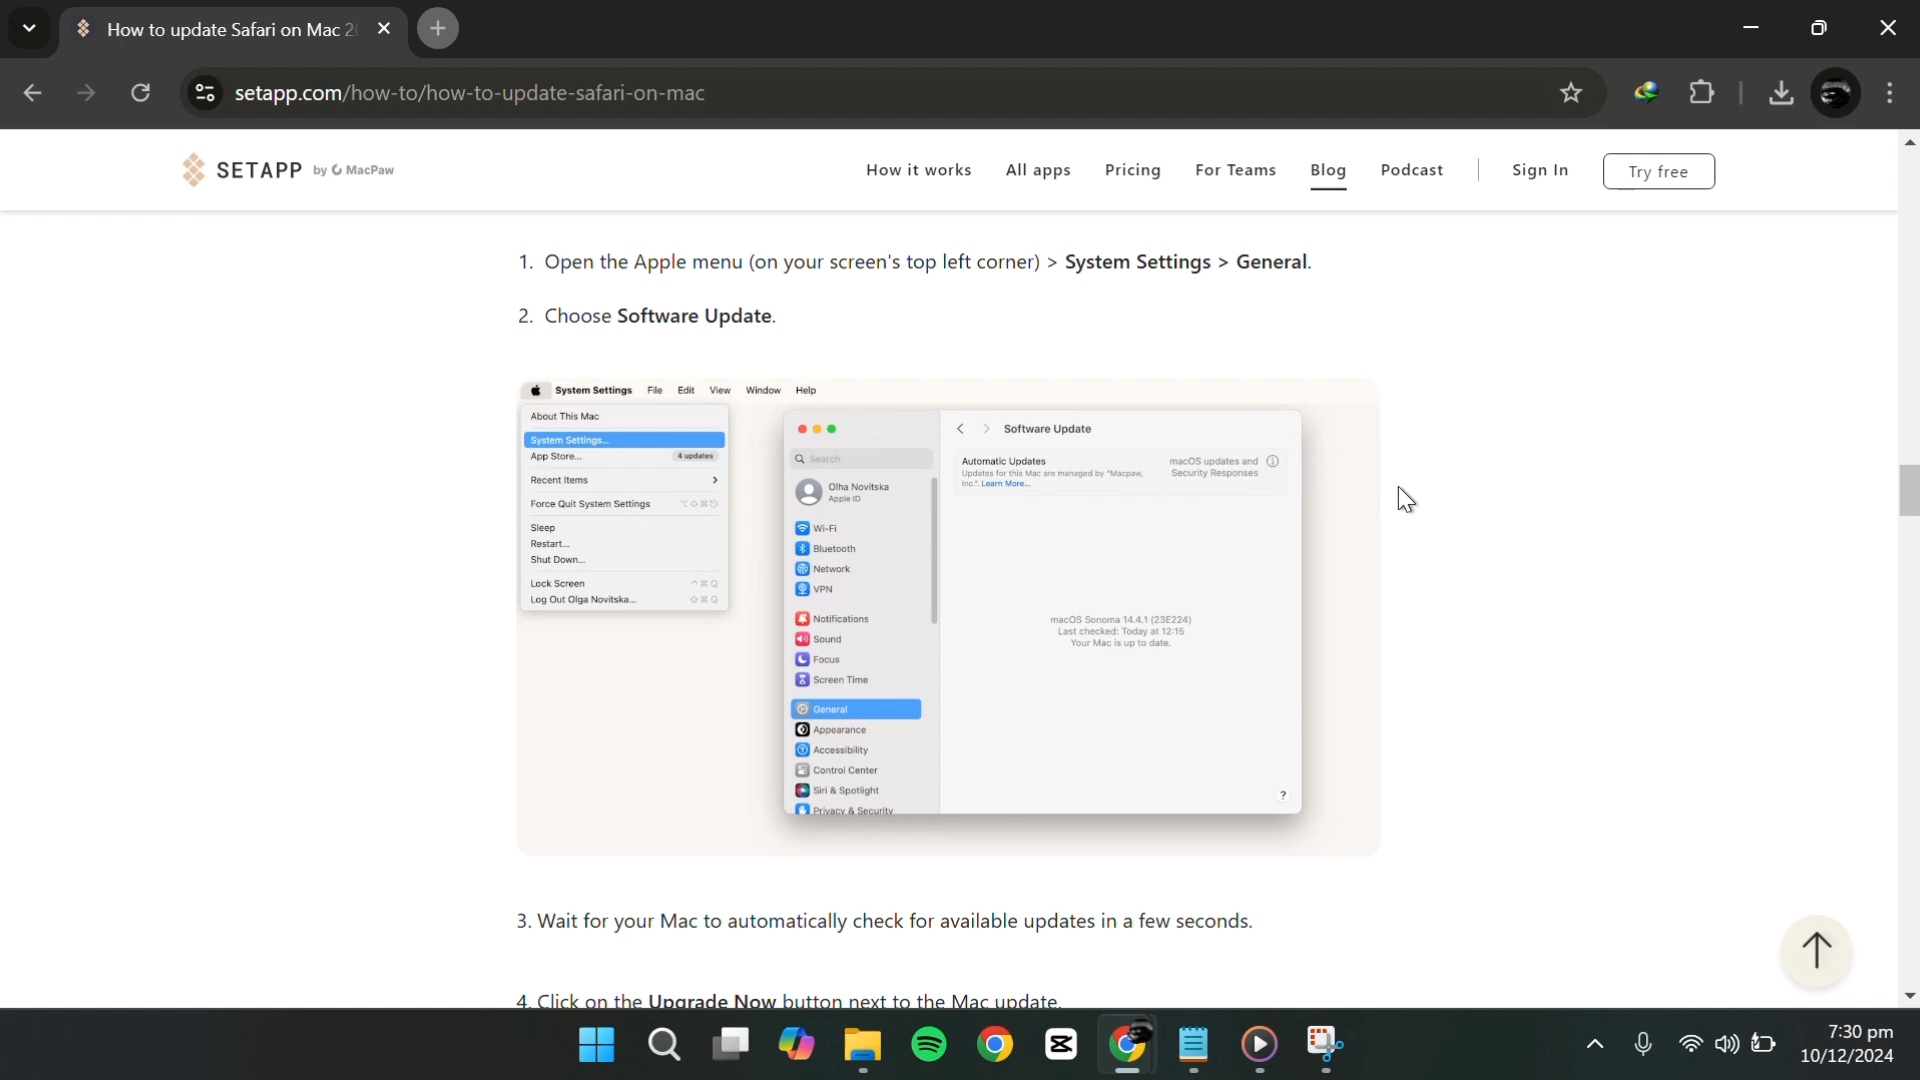 How to update Safari on Mac 20
setapp.com/how-to/how-to-update-safari-on-mac
SETAPP by MacPaw
How it works All apps Pricing For Teams Blog Podcast Sign In Try free
1. Open the Apple menu (on your screen's top left corner) > System Settings > General.
2. Choose Software Update.
System Settings File Edit View Window Help
About This Mac
System Settings...
App Store... 4 updates
Recent Items
Force Quit System Settings
Sleep
Restart...
Shut Down...
Lock Screen
Log Out Olga Novitska...
Search
Olha Novitska
Apple ID
Wi-Fi
Bluetooth
Network
VPN
Notifications
Sound
Focus
Screen Time
General
Appearance
Accessibility
Control Center
Siri & Spotlight
Privacy & Security
Software Update
Automatic Updates
Updates for this Mac are managed by "Macpaw,
Inc.". Learn More...
macOS updates and
Security Responses
macOS Sonoma 14.4.1 (23E224)
Last checked: Today at 12:15
Your Mac is up to date.
?
3. Wait for your Mac to automatically check for available updates in a few seconds.
4. Click on the Upgrade Now button next to the Mac update.
7:30 pm
10/12/2024